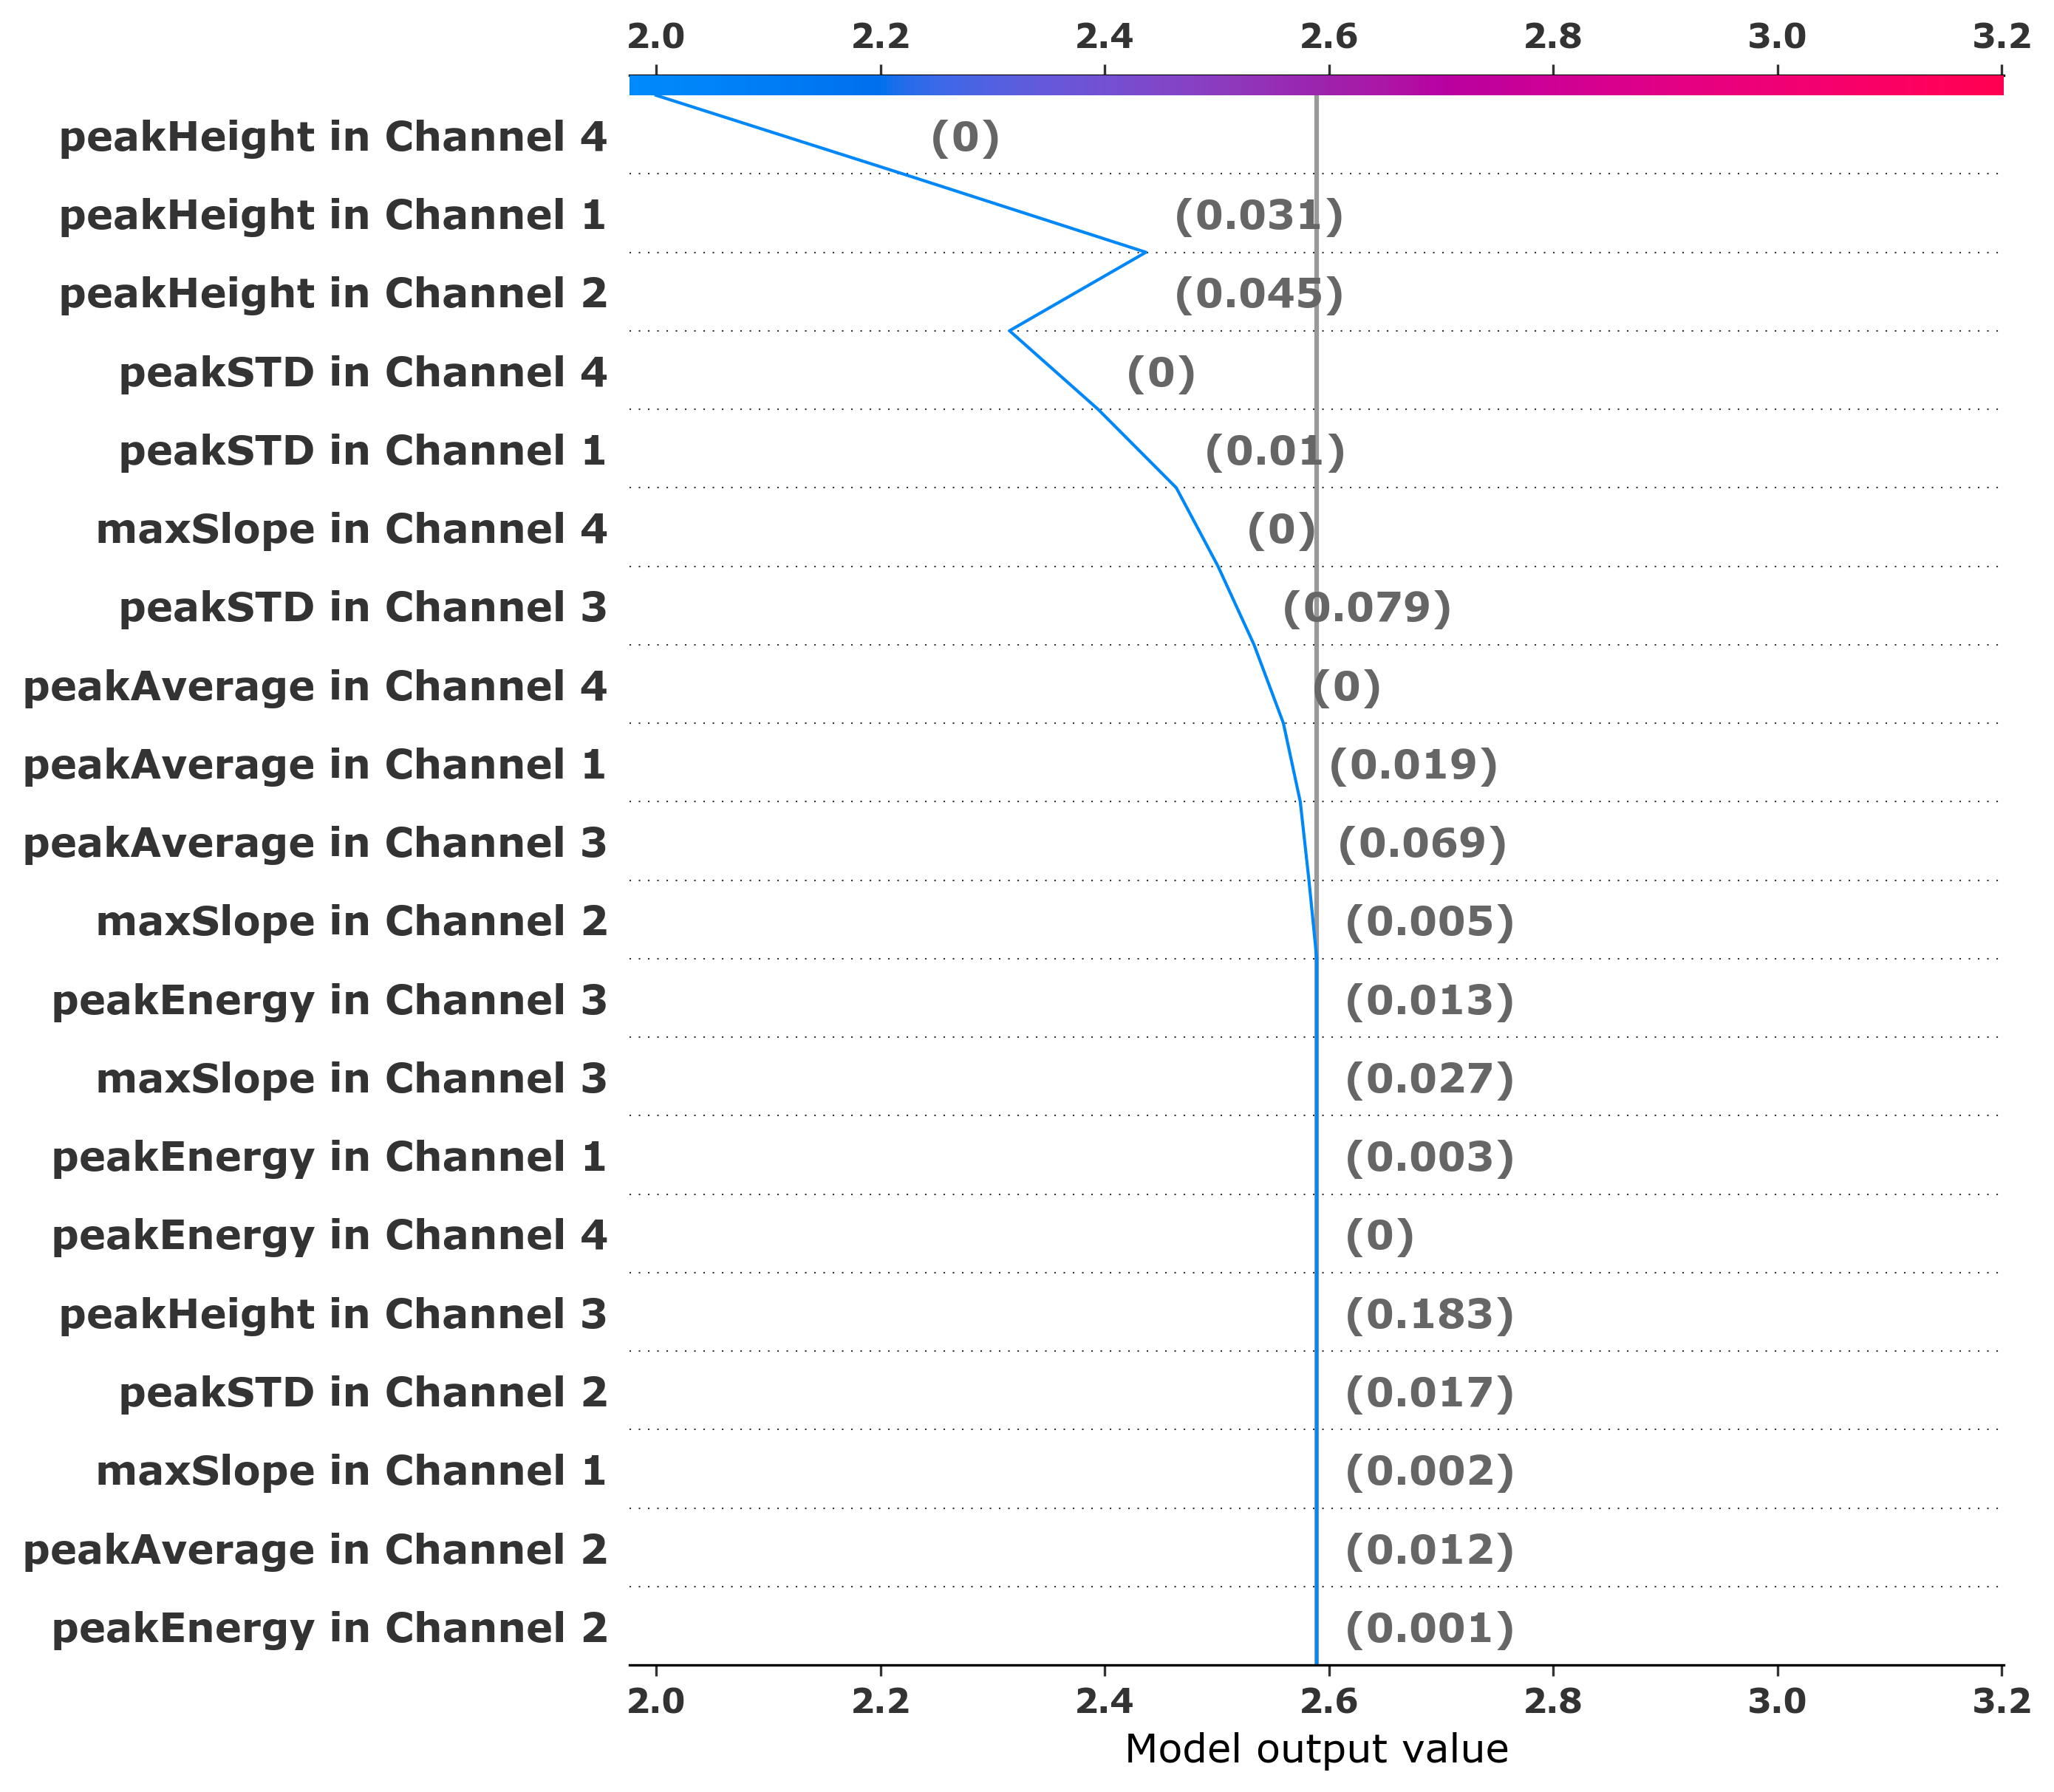 2.0 2.2 2.4 2.6 2.8 3.0 3.2
peakHeight in Channel 4 (0)
peakHeight in Channel 1 (0.031)
peakHeight in Channel 2 (0.045)
peakSTD in Channel 4 (0)
peakSTD in Channel 1 (0.01)
maxSlope in Channel 4 (0)
peakSTD in Channel 3 (0.079)
peakAverage in Channel 4 (0)
peakAverage in Channel 1 (0.019)
peakAverage in Channel 3 (0.069)
maxSlope in Channel 2 (0.005)
peakEnergy in Channel 3 (0.013)
maxSlope in Channel 3 (0.027)
peakEnergy in Channel 1 (0.003)
peakEnergy in Channel 4 (0)
peakHeight in Channel 3 (0.183)
peakSTD in Channel 2 (0.017)
maxSlope in Channel 1 (0.002)
peakAverage in Channel 2 (0.012)
peakEnergy in Channel 2 (0.001)
2.0 2.2 2.4 2.6 2.8 3.0 3.2
Model output value